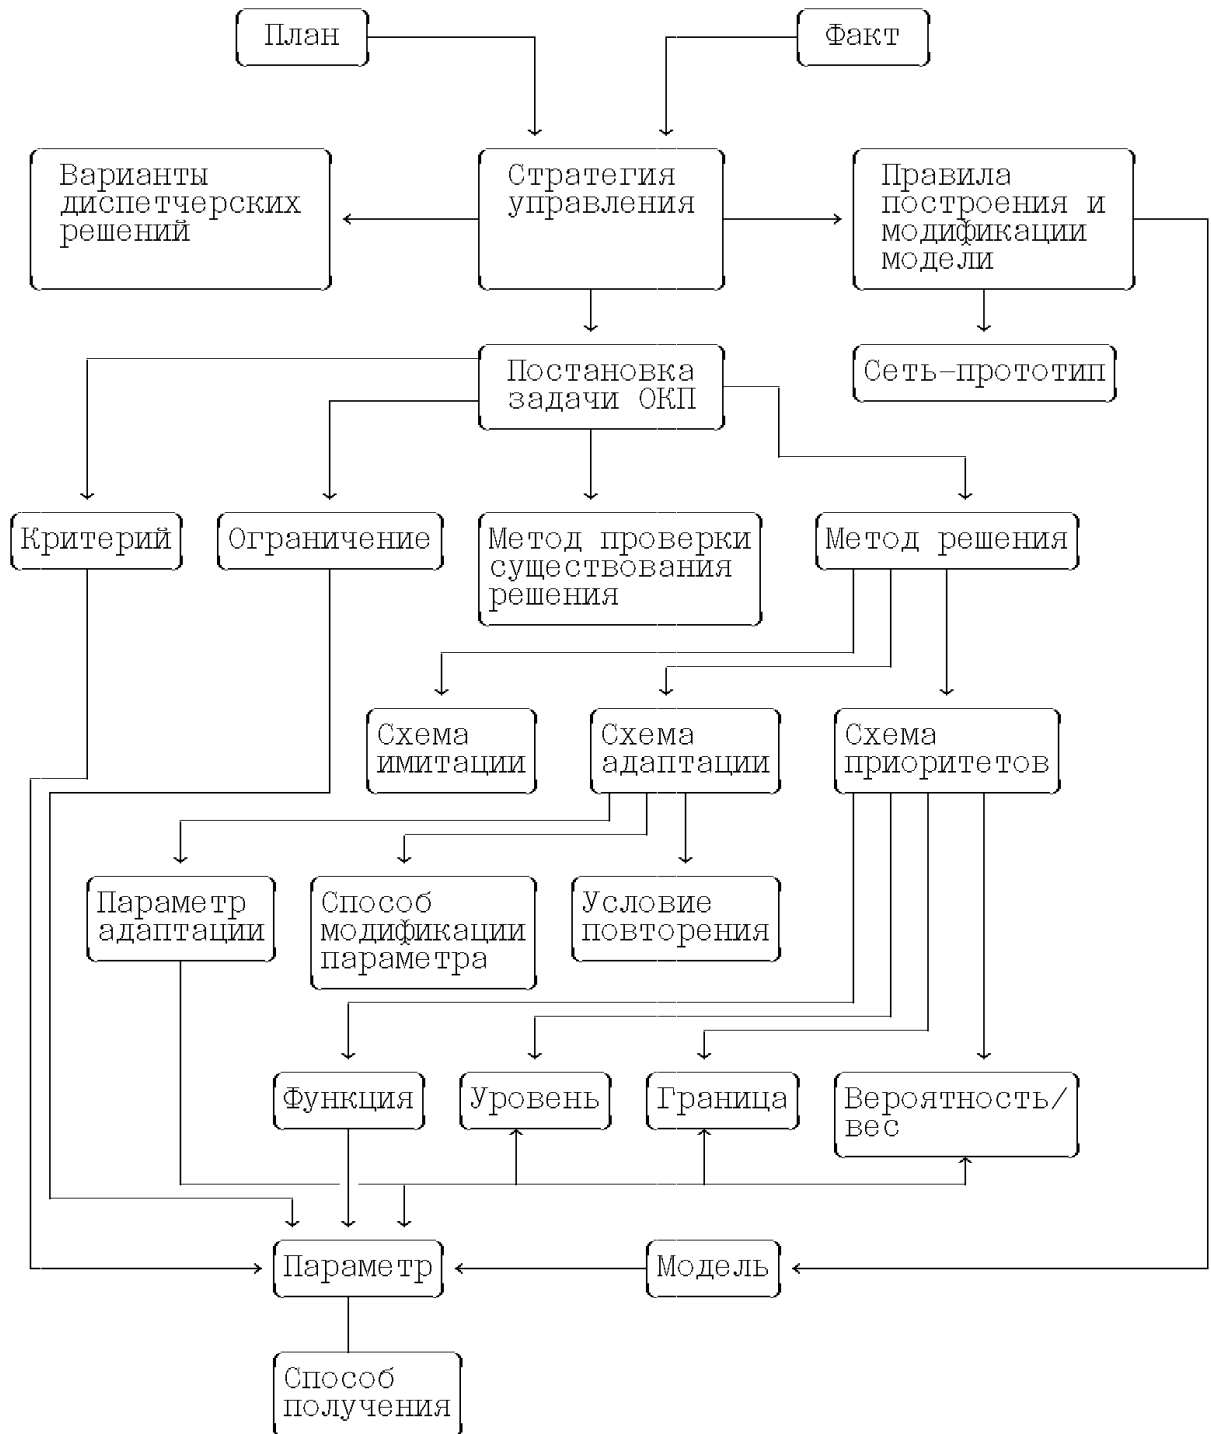 План
Факт
Варианты
диспетчерских
решений
Стратегия
управления
Правила
построения и
модификации
модели
Постановка
задачи ОКП
Сеть-прототип
Критерий
Ограничение
Метод проверки
существования
решения
Метод решения
Схема
имитации
Схема
адаптации
Схема
приоритетов
Параметр
адаптации
Способ
модификации
параметра
Условие
повторения
Функция
Уровень
Граница
Вероятность/
вес
Параметр
Модель
Способ
получения